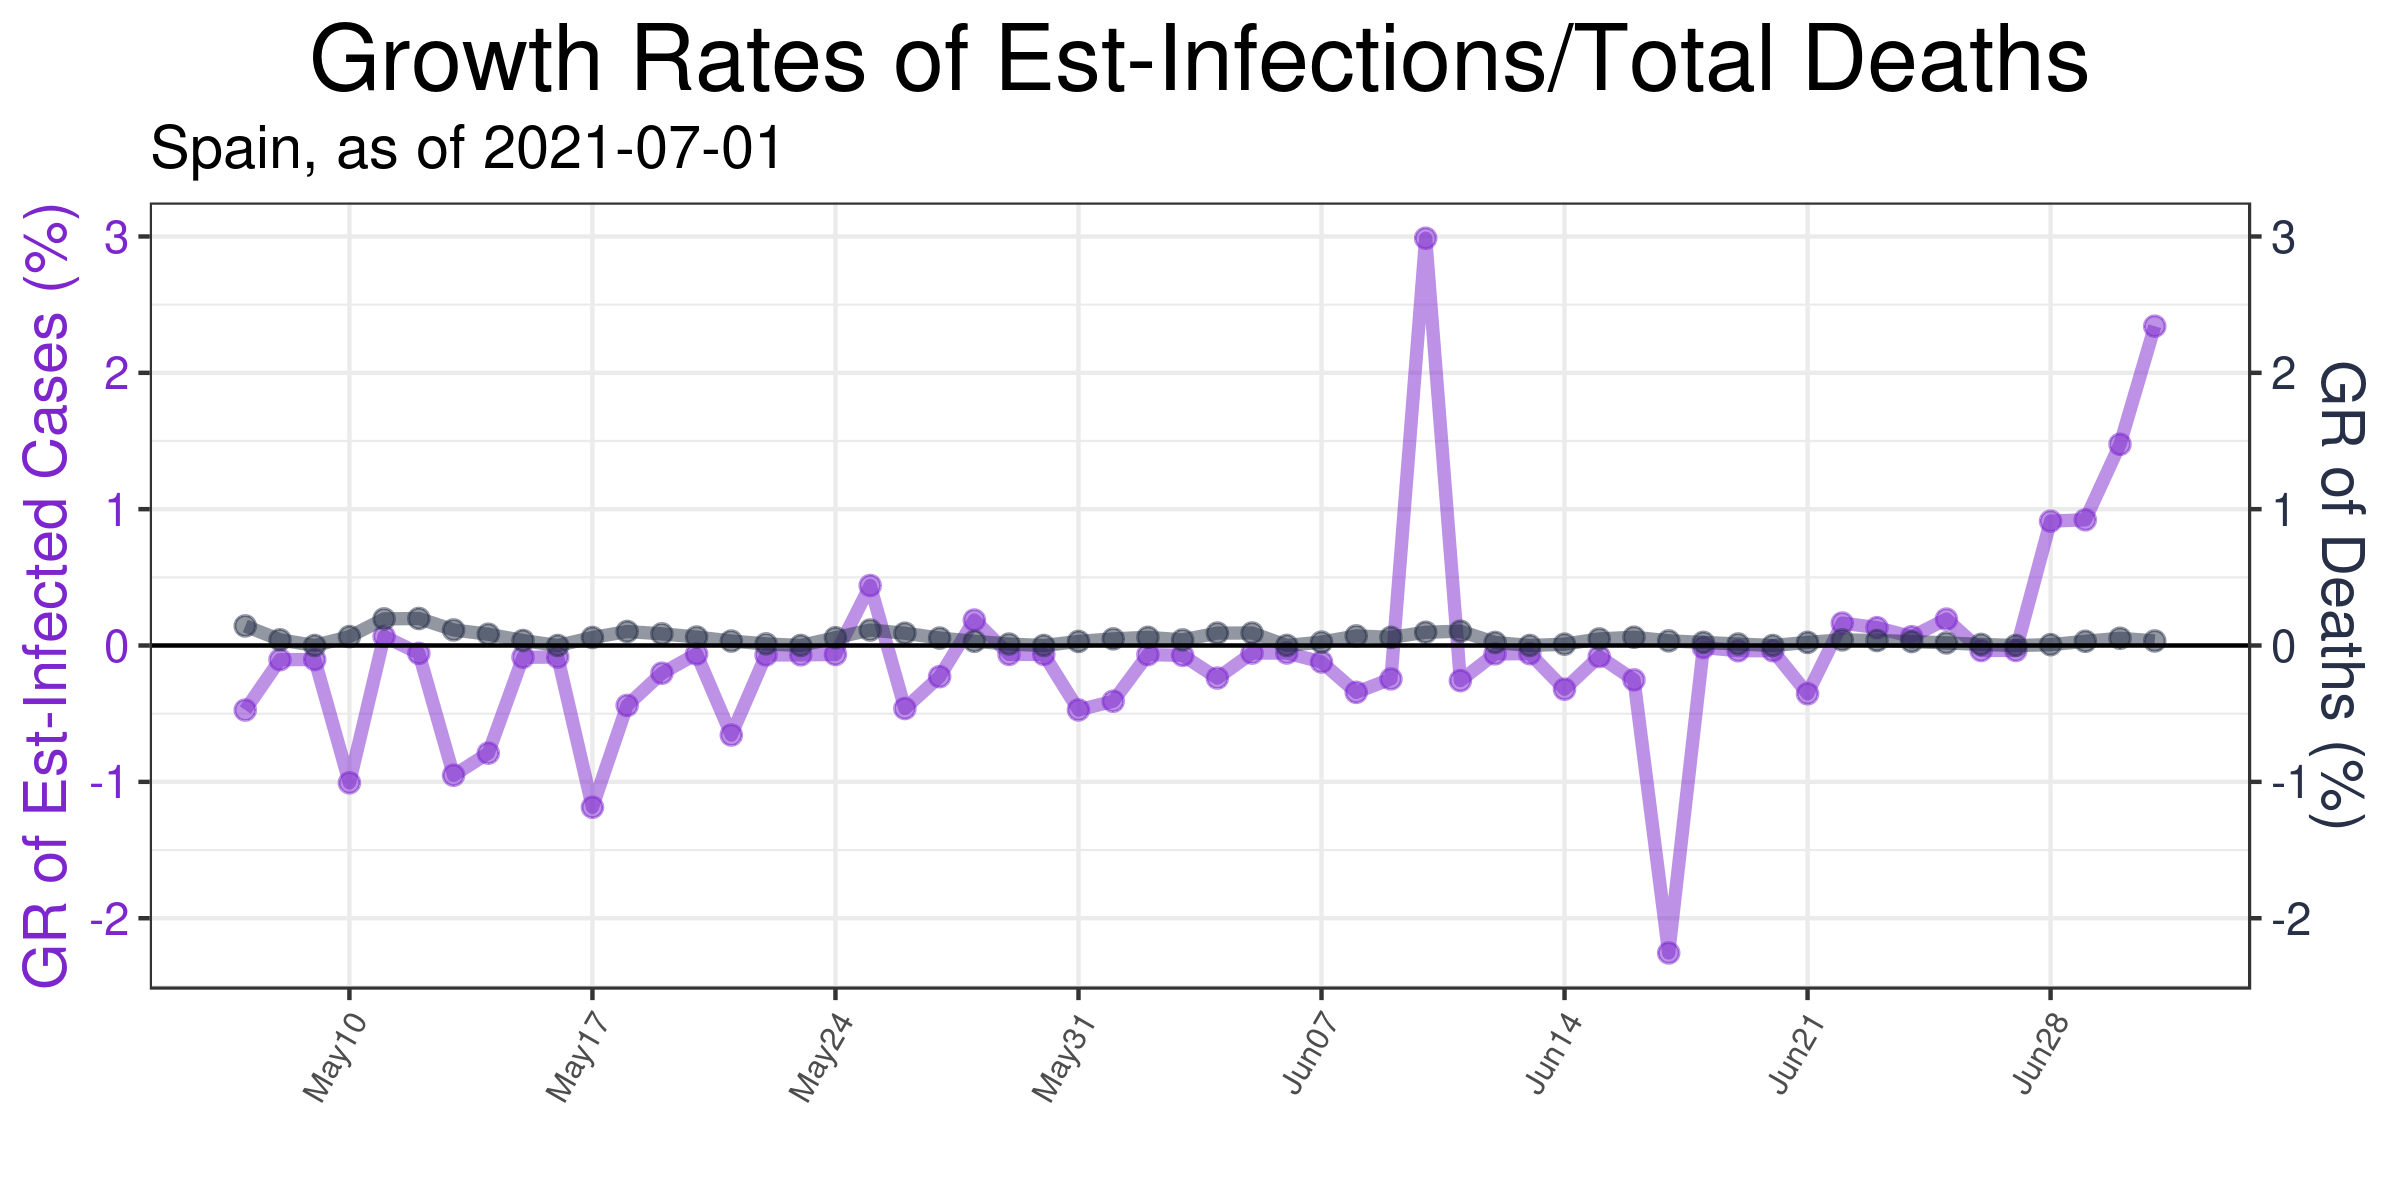 Growth Rates of Est-Infections/Total Deaths
Spain, as of 2021-07-01
GR of Est-Infected Cases (%)
3
2
1
0
-1
-2
3
2
1
0
-1
-2
GR of Deaths (%)
May10
May17
May24
May31
Jun07
Jun14
Jun21
Jun28